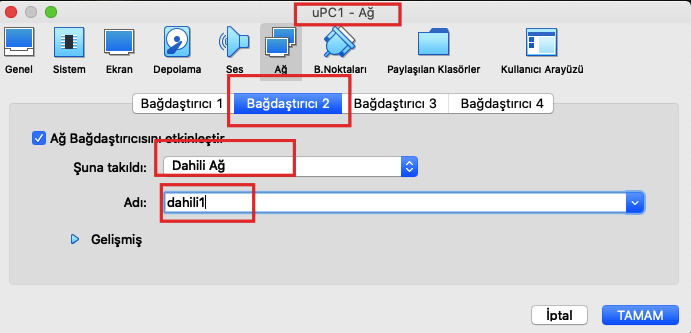 uPC1 - Ağ
Genel Sistem Ekran Depolama Ses Ağ B.Noktaları Paylaşılan Klasörler Kullanıcı Arayüzü
Bağdaştırıcı 1 Bağdaştırıcı 2 Bağdaştırıcı 3 Bağdaştırıcı 4
Ağ Bağdaştırıcısını etkinleştir
Şuna takıldı: Dahili Ağ
Adı: dahili1
Gelişmiş
İptal TAMAM